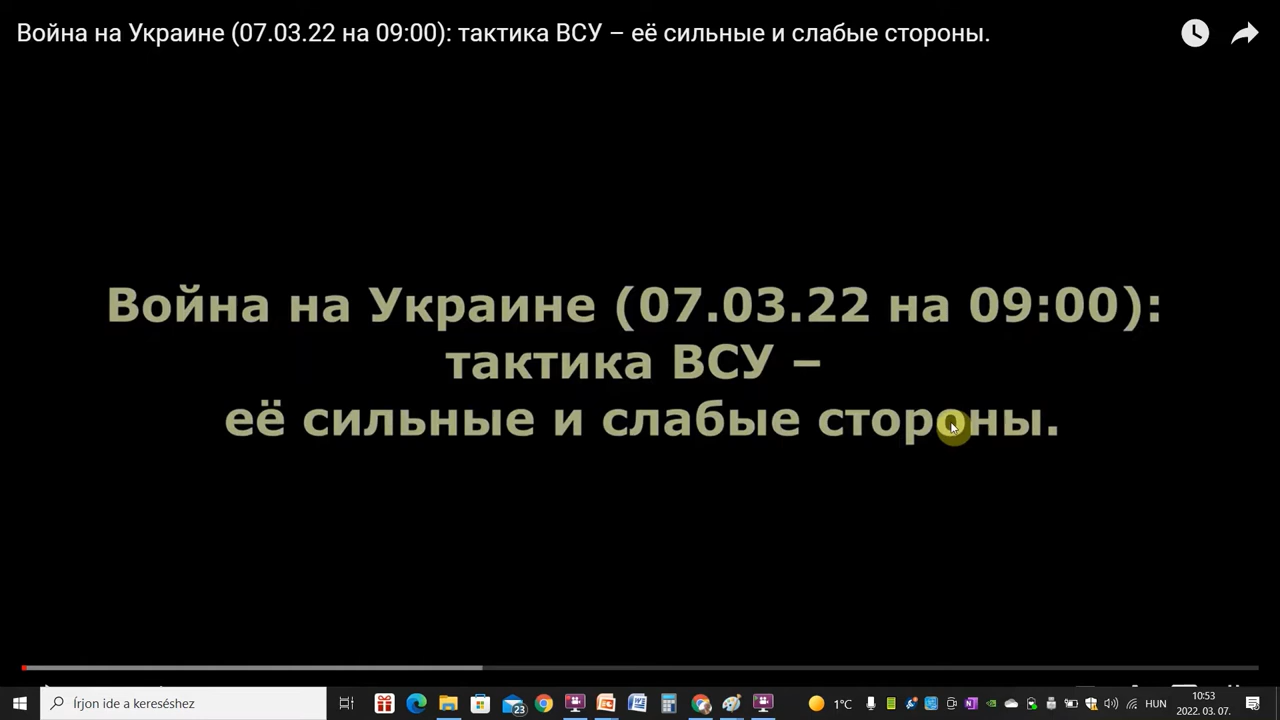 Война на Украине (07.03.22 на 09:00): тактика ВСУ – её сильные и слабые стороны.
Война на Украине (07.03.22 на 09:00):
тактика ВСУ –
её сильные и слабые стороны.
Írjon ide a kereséshez
23
1°C
HUN
10:53
2022. 03. 07.